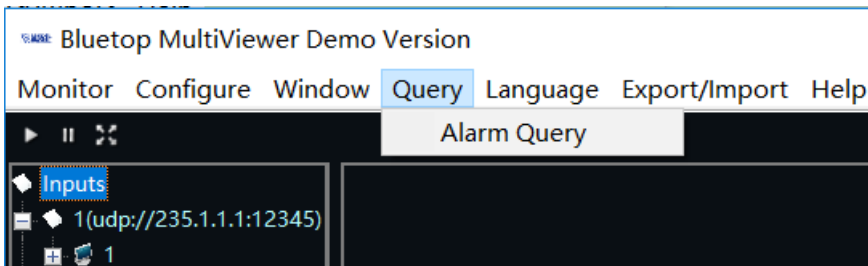 Bluetop MultiViewer Demo Version
Monitor Configure Window Query Language Export/Import Help
Alarm Query
Inputs
1(udp://235.1.1.1:12345)
1